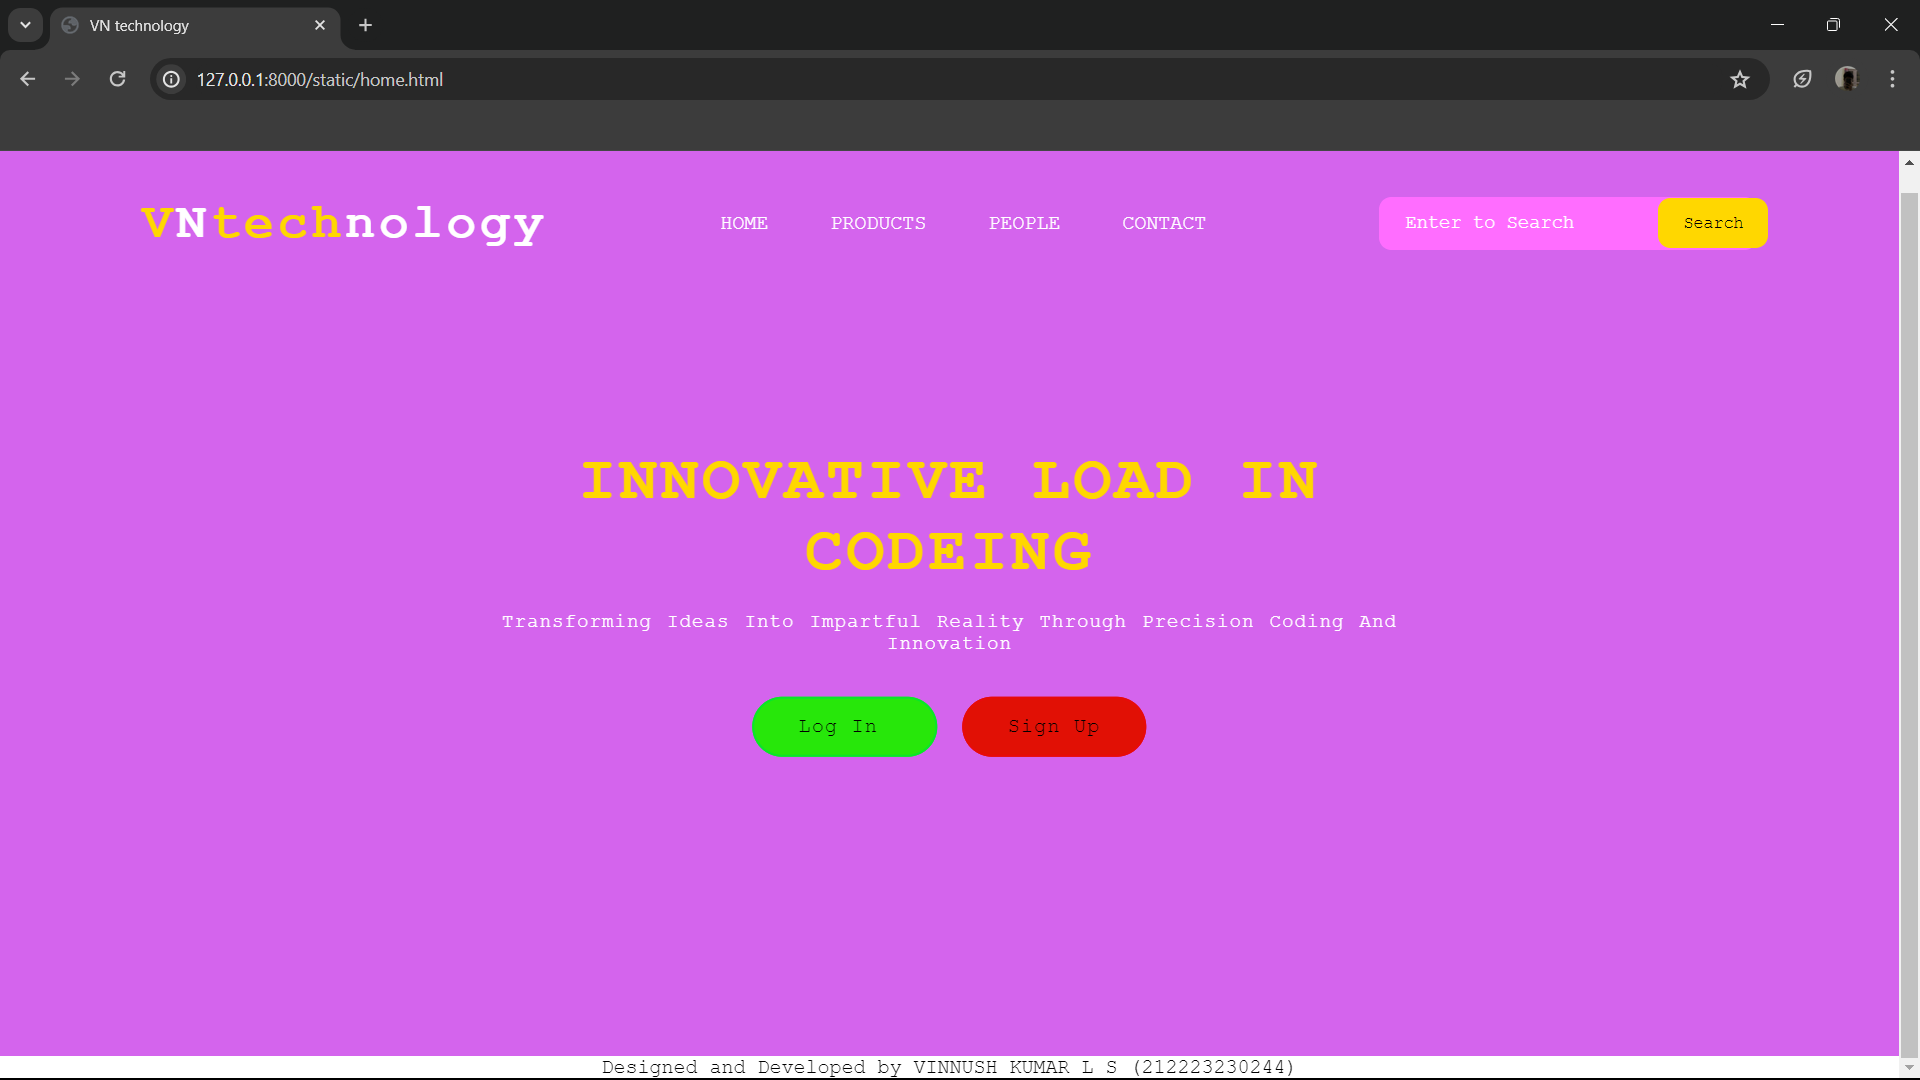 VN technology
127.0.0.1:8000/static/home.html
VNtechnology
HOME PRODUCTS PEOPLE CONTACT
Enter to Search
Search
INNOVATIVE LOAD IN
CODEING
Transforming Ideas Into Impartful Reality Through Precision Coding And
Innovation
Log In
Sign Up
Designed and Developed by VINNUSH KUMAR L S (212223230244)